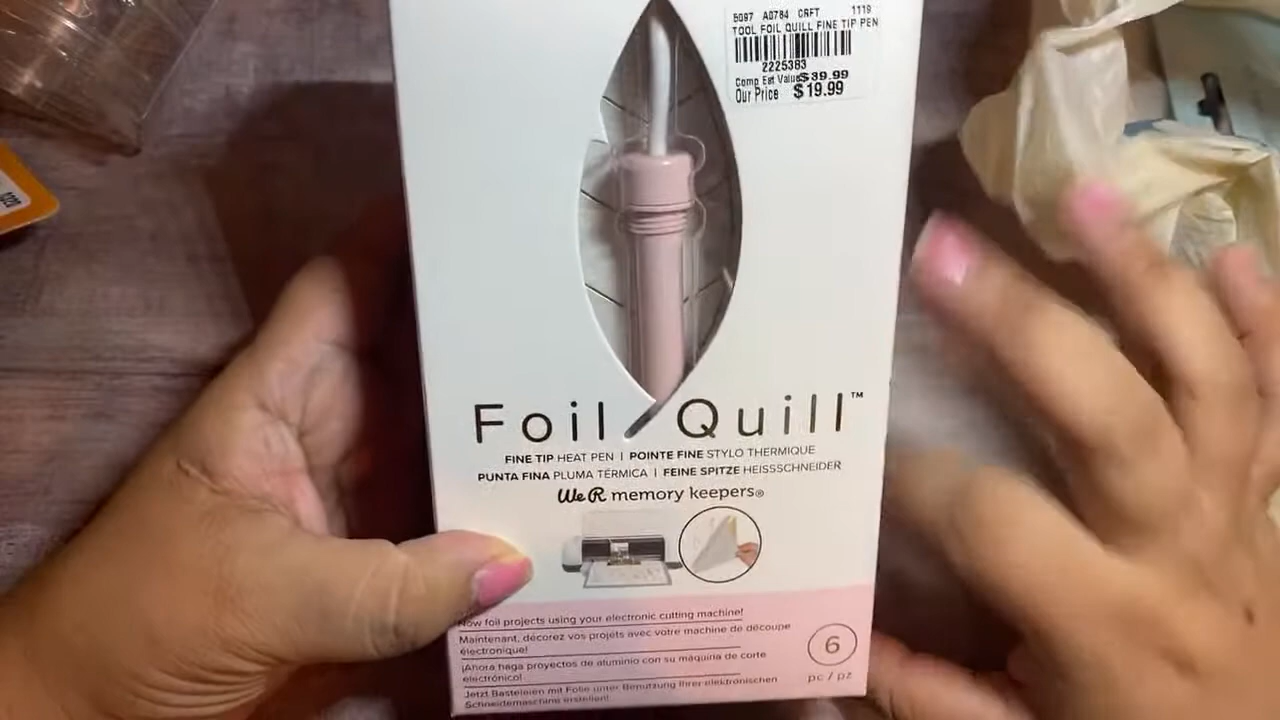 5097 A0784 CRFT 1119
TOOL FOIL QUILL FINE TIP PEN
2225383
Comp Est Value $39.99
Our Price $19.99
Foil Quill™
FINE TIP HEAT PEN | POINTE FINE STYLO THERMIQUE
PUNTA FINA PLUMA TÉRMICA | FEINE SPITZE HEISSSCHNEIDER
We R memory keepers®
Now foil projects using your electronic cutting machine!
Maintenant, décorez vos projets avec votre machine de découpe
électronique!
¡Ahora haga proyectos de aluminio con su máquina de corte
electrónico!
Jetzt Basteleien mit Folie unter Benutzung Ihrer elektronischen
Schneidemaschine erstellen!
6
pc / pz